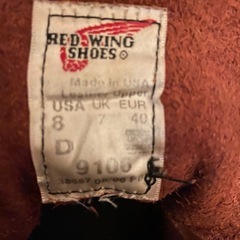 RED WING
SHOES
Made in USA
Leather Upper
USA UK EUR
8 7 40
D
9106